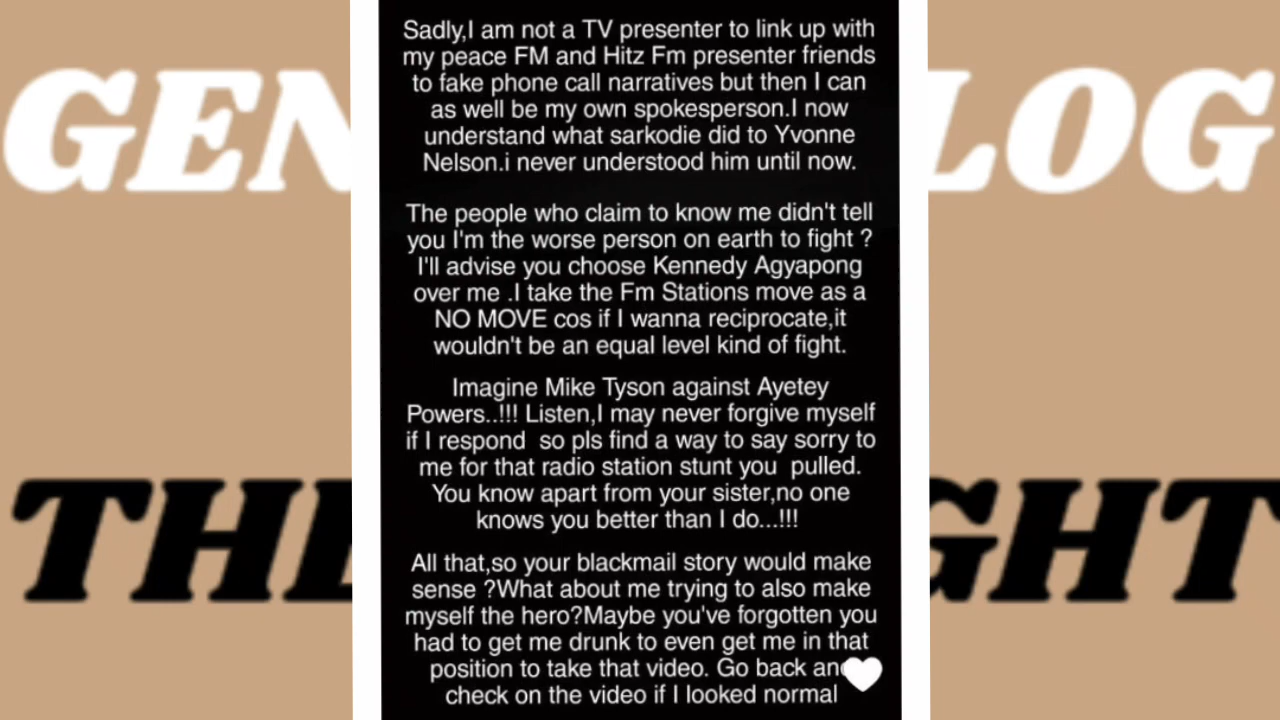 GEN
LOG
THE
GHT
Sadly,I am not a TV presenter to link up with
my peace FM and Hitz Fm presenter friends
to fake phone call narratives but then I can
as well be my own spokesperson.I now
understand what sarkodie did to Yvonne
Nelson.i never understood him until now.
The people who claim to know me didn't tell
you I'm the worse person on earth to fight ?
I'll advise you choose Kennedy Agyapong
over me .I take the Fm Stations move as a
NO MOVE cos if I wanna reciprocate,it
wouldn't be an equal level kind of fight.
Imagine Mike Tyson against Ayetey
Powers..!!! Listen,I may never forgive myself
if I respond  so pls find a way to say sorry to
me for that radio station stunt you  pulled.
You know apart from your sister,no one
knows you better than I do...!!!
All that,so your blackmail story would make
sense ?What about me trying to also make
myself the hero?Maybe you've forgotten you
had to get me drunk to even get me in that
position to take that video. Go back and
check on the video if I looked normal